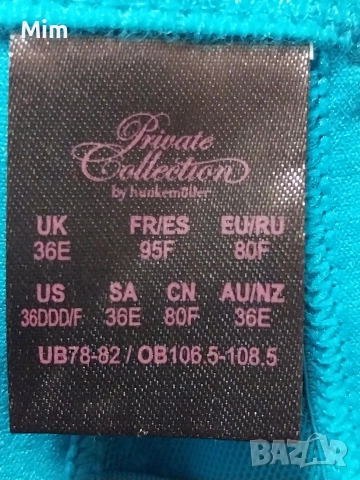 Mim
Private
Collection
by hunkemöller
UK FR/ES EU/RU
36E 95F 80F
US SA CN AU/NZ
36DDD/F 36E 80F 36E
UB78-82 / OB106.5-108.5
BAZAR